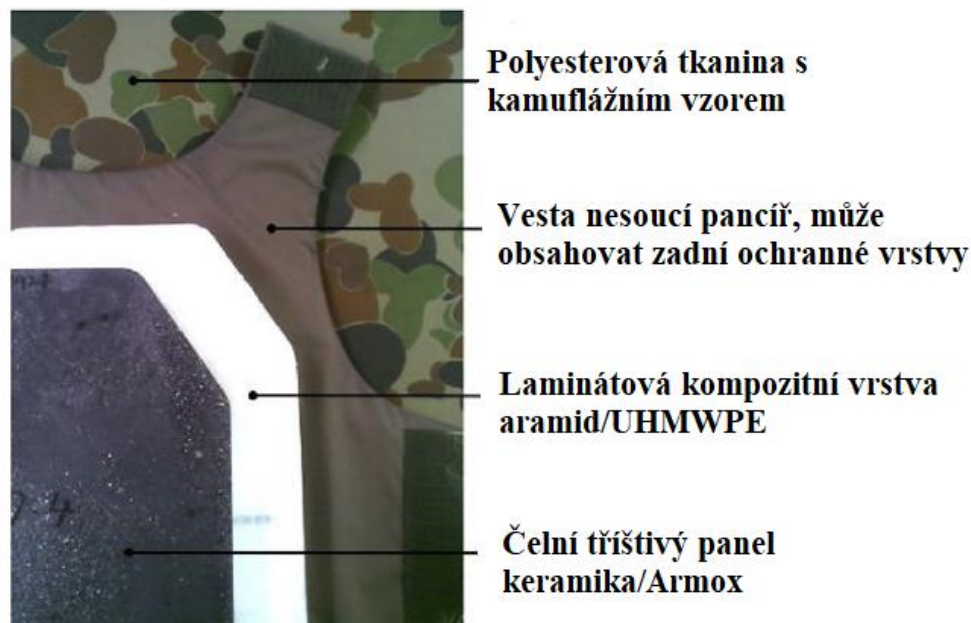 Polyesterová tkanina s
kamuflážním vzorem
Vesta nesoucí pancíř, může
obsahovat zadní ochranné vrstvy
Laminátová kompozitní vrstva
aramid/UHMWPE
Čelní tříštivý panel
keramika/Armox